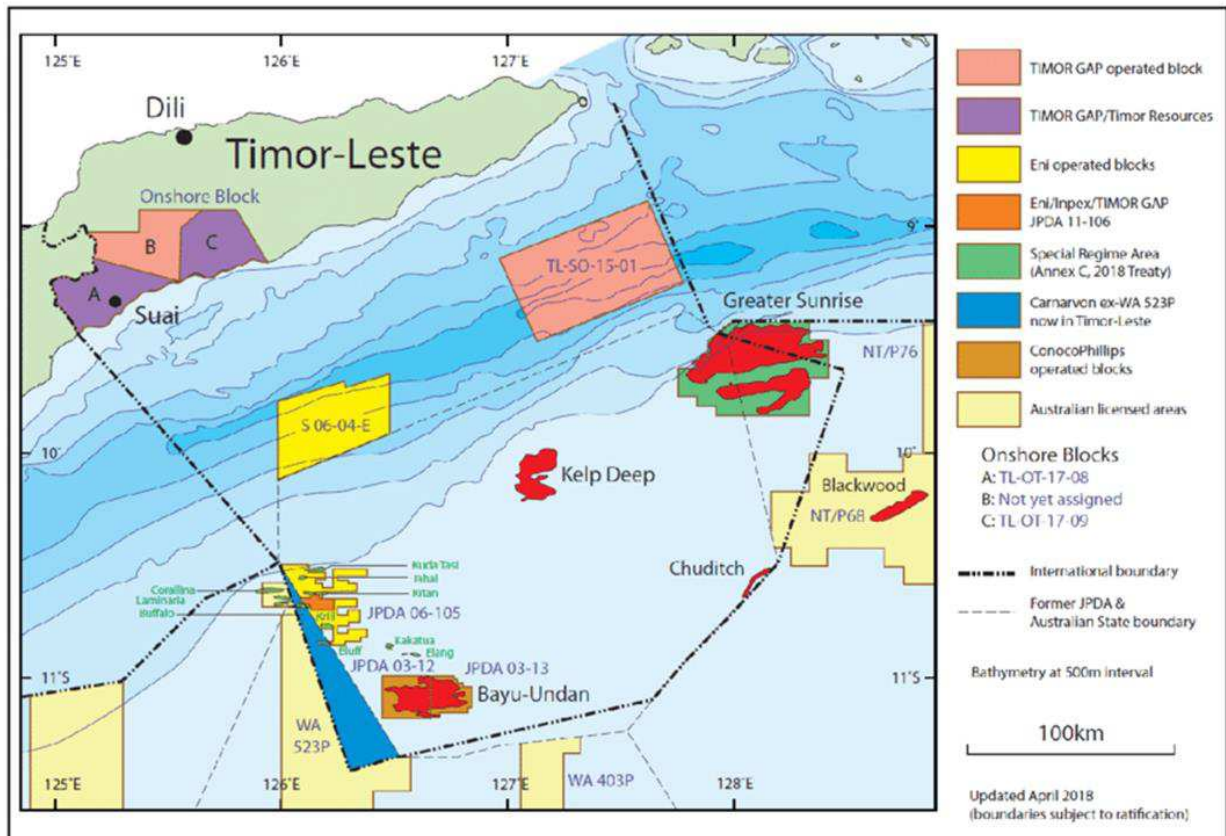 125°E
126°E
127°E
128°E
Dili
Timor-Leste
Onshore Block
B
C
A
Suai
9°
TL-SO-15-01
Greater Sunrise
NT/P76
S 06-04-E
10°
10°
Kelp Deep
Blackwood
NT/P68
Chuditch
Kuda Tasi
Jahal
Kitan
Corallina
Laminaria
Buffalo
Krill
JPDA 06-105
Bluff
Kakatua
Elang
JPDA 03-12
JPDA 03-13
Bayu-Undan
11°S
11°S
WA
523P
WA 403P
125°E
126°E
127°E
128°E
TIMOR GAP operated block
TIMOR GAP/Timor Resources
Eni operated blocks
Eni/Inpex/TIMOR GAP
JPDA 11-106
Special Regime Area
(Annex C, 2018 Treaty)
Carnarvon ex-WA 523P
now in Timor-Leste
ConocoPhillips
operated blocks
Australian licensed areas
Onshore Blocks
A: TL-OT-17-08
B: Not yet assigned
C: TL-OT-17-09
International boundary
Former JPDA &
Australian State boundary
Bathymetry at 500m interval
100km
Updated April 2018
(boundaries subject to ratification)